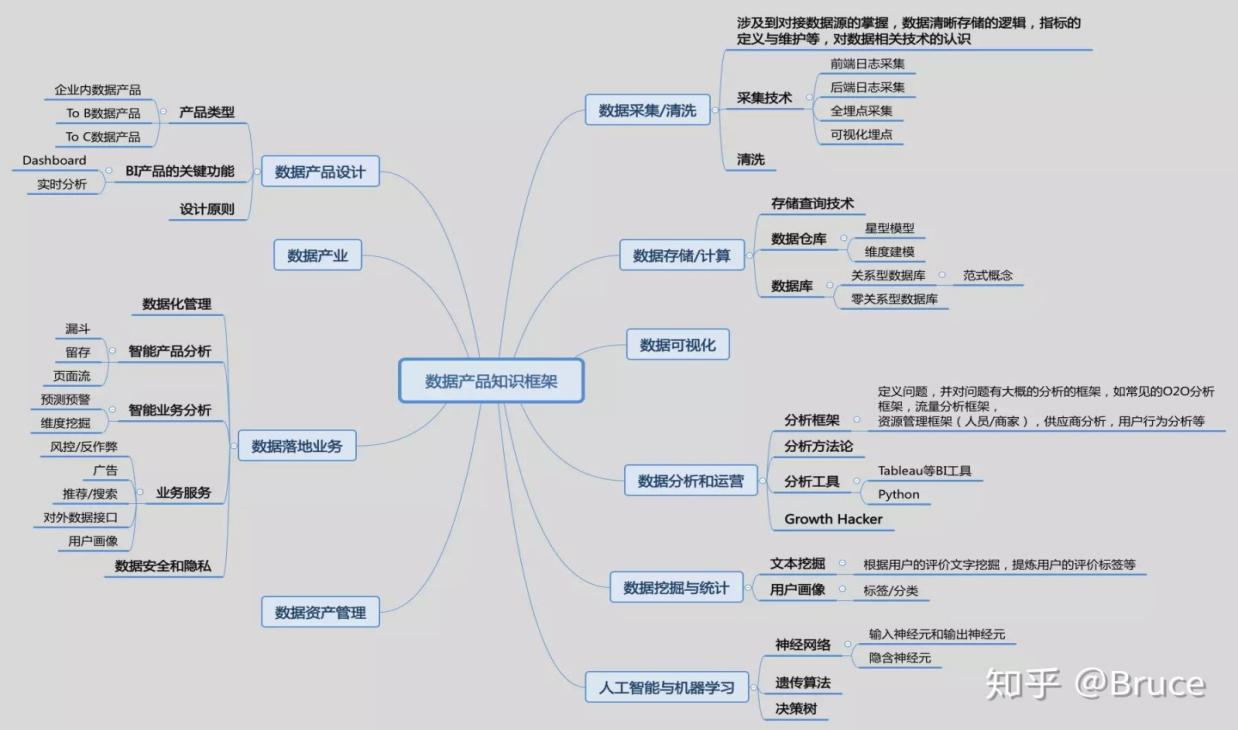 数据产品知识框架
数据采集/清洗
涉及到对接数据源的掌握，数据清晰存储的逻辑，指标的
定义与维护等，对数据相关技术的认识
采集技术
前端日志采集
后端日志采集
全埋点采集
可视化埋点
清洗
数据存储/计算
存储查询技术
数据仓库
星型模型
维度建模
数据库
关系型数据库
范式概念
零关系型数据库
数据可视化
数据分析和运营
分析框架
定义问题，并对问题有大概的分析的框架，如常见的O2O分析
框架，流量分析框架，
资源管理框架（人员/商家），供应商分析，用户行为分析等
分析方法论
分析工具
Tableau等BI工具
Python
Growth Hacker
数据挖掘与统计
文本挖掘
根据用户的评价文字挖掘，提炼用户的评价标签等
用户画像
标签/分类
人工智能与机器学习
神经网络
输入神经元和输出神经元
隐含神经元
遗传算法
决策树
数据产品设计
产品类型
企业内数据产品
To B数据产品
To C数据产品
BI产品的关键功能
Dashboard
实时分析
设计原则
数据产业
数据落地业务
数据化管理
智能产品分析
漏斗
留存
页面流
智能业务分析
预测预警
维度挖掘
业务服务
风控/反作弊
广告
推荐/搜索
对外数据接口
用户画像
数据安全和隐私
数据资产管理
知乎 @Bruce